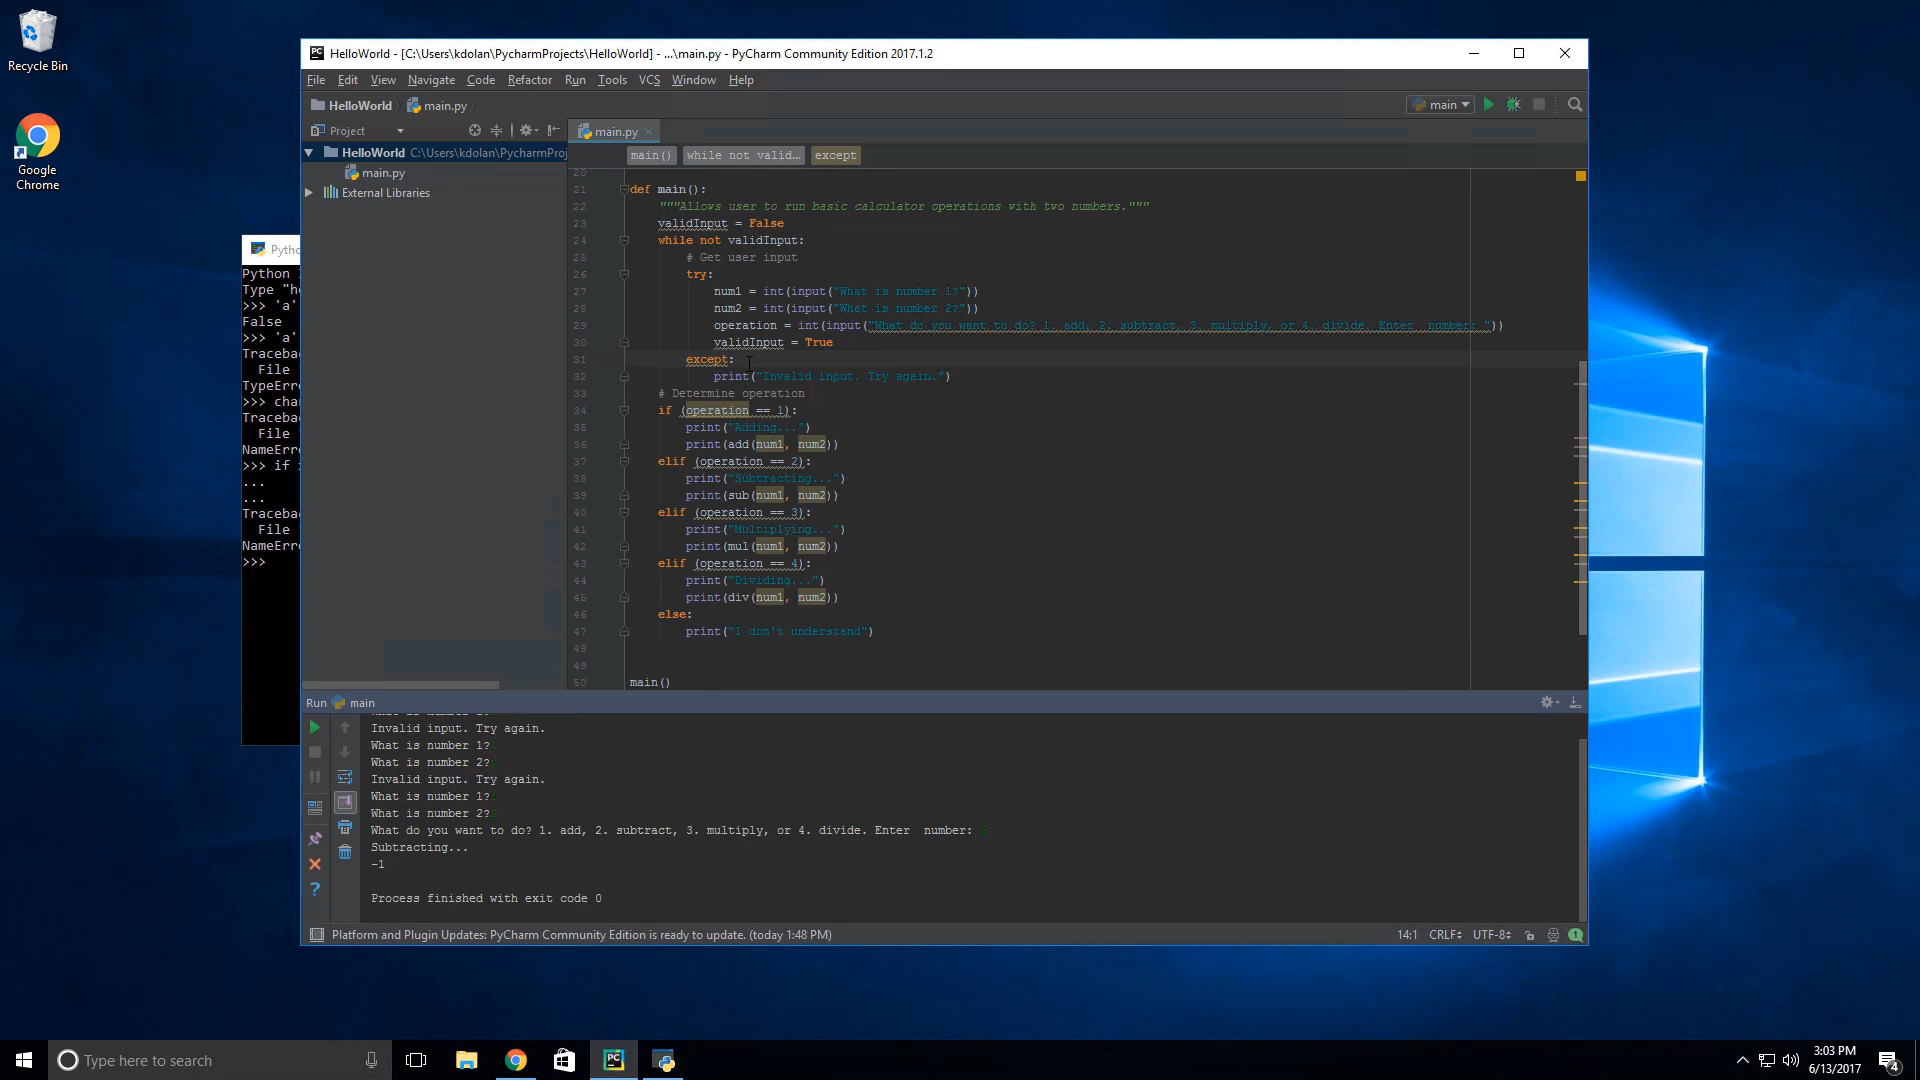 Recycle Bin
Google
Chrome
Pytho
Python
Type "he
>>> 'a'
False
>>> 'a'
Traceba
File
TypeErr
>>> cha
Traceba
File
NameErr
>>> if
...
...
Traceba
File
NameErr
>>>
HelloWorld - [C:\Users\kdolan\PycharmProjects\HelloWorld] - ...\main.py - PyCharm Community Edition 2017.1.2
File Edit View Navigate Code Refactor Run Tools VCS Window Help
HelloWorld main.py
main
Project
main.py
HelloWorld C:\Users\kdolan\PycharmProj
main.py
External Libraries
main() while not valid... except
20
21 def main():
22 """Allows user to run basic calculator operations with two numbers."""
23 validInput = False
24 while not validInput:
25 # Get user input
26 try:
27 num1 = int(input("What is number 1?"))
28 num2 = int(input("What is number 2?"))
29 operation = int(input("What do you want to do? 1. add, 2. subtract, 3. multiply, or 4. divide. Enter  number: "))
30 validInput = True
31 except:
32 print("Invalid input. Try again.")
33 # Determine operation
34 if (operation == 1):
35 print("Adding...")
36 print(add(num1, num2))
37 elif (operation == 2):
38 print("Subtracting...")
39 print(sub(num1, num2))
40 elif (operation == 3):
41 print("Multiplying...")
42 print(mul(num1, num2))
43 elif (operation == 4):
44 print("Dividing...")
45 print(div(num1, num2))
46 else:
47 print("I don't understand")
48
49
50 main()
Run main
Invalid input. Try again.
What is number 1?1
What is number 2?
Invalid input. Try again.
What is number 1?1
What is number 2?2
What do you want to do? 1. add, 2. subtract, 3. multiply, or 4. divide. Enter  number: 2
Subtracting...
-1
Process finished with exit code 0
Platform and Plugin Updates: PyCharm Community Edition is ready to update. (today 1:48 PM)
14:1 CRLF UTF-8 1
Type here to search
3:03 PM
6/13/2017
4